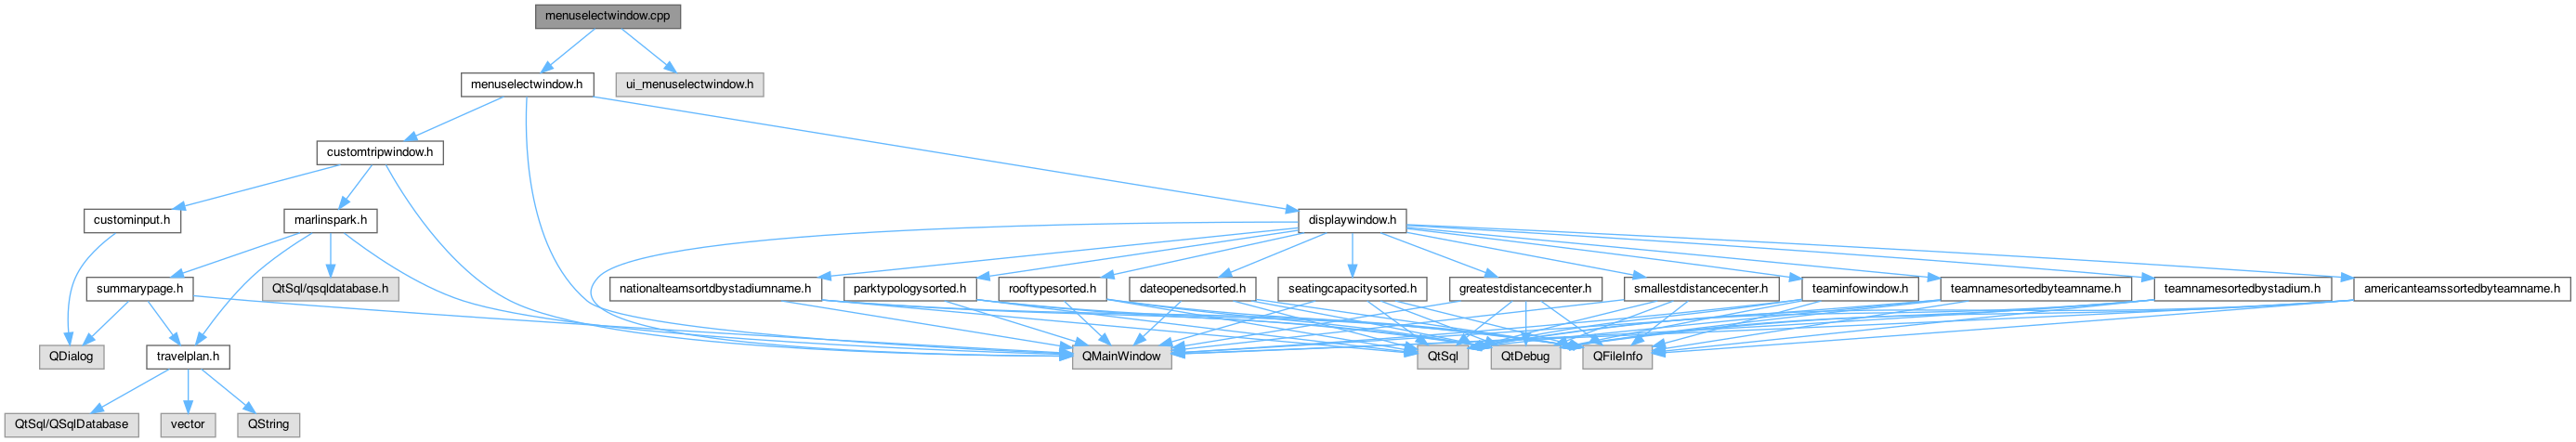 menuselectwindow.cpp
menuselectwindow.h
ui_menuselectwindow.h
customtripwindow.h
custominput.h
marlinspark.h
displaywindow.h
summarypage.h
QtSql/qsqldatabase.h
nationalteamsortdbystadiumname.h
parktypologysorted.h
rooftypesorted.h
dateopenedsorted.h
seatingcapacitysorted.h
greatestdistancecenter.h
smallestdistancecenter.h
teaminfowindow.h
teamnamesortedbyteamname.h
teamnamesortedbystadium.h
americanteamssortedbyteamname.h
QDialog
travelplan.h
QMainWindow
QtSql
QtDebug
QFileInfo
QtSql/QSqlDatabase
vector
QString